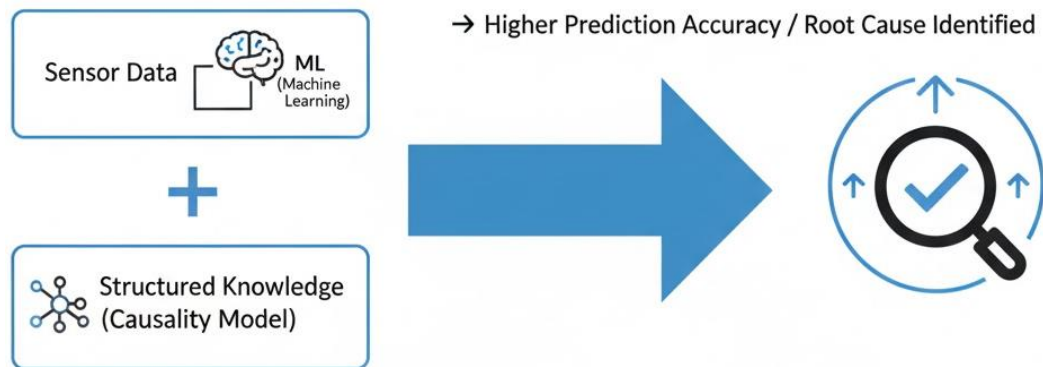 → Higher Prediction Accuracy / Root Cause Identified
Sensor Data
ML
(Machine
Learning)
+
Structured Knowledge
(Causality Model)